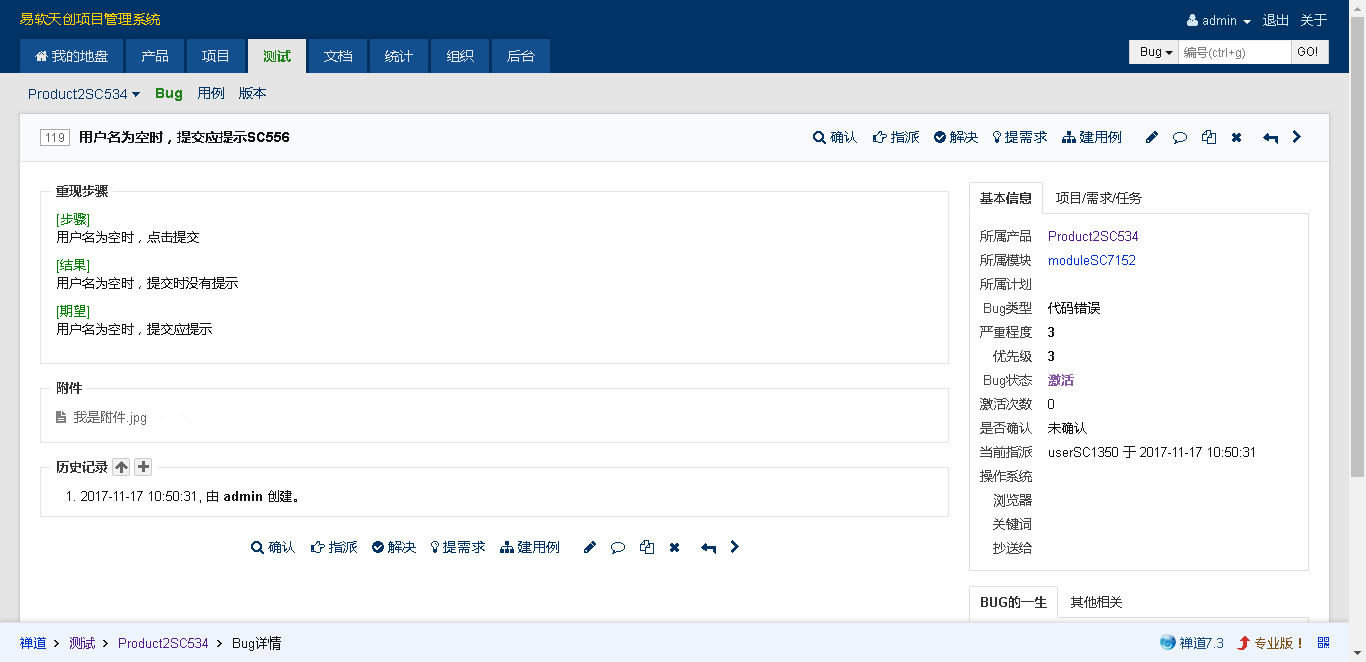 易软天创项目管理系统
admin 退出 关于
我的地盘 产品 项目 测试 文档 统计 组织 后台
Bug 编号(ctrl+g) GO!
Product2SC534 Bug 用例 版本
119 用户名为空时，提交应提示SC556
确认 指派 解决 提需求 建用例
重现步骤
[步骤]
用户名为空时，点击提交
[结果]
用户名为空时，提交时没有提示
[期望]
用户名为空时，提交应提示
附件
我是附件.jpg
历史记录
1. 2017-11-17 10:50:31, 由 admin 创建。
确认 指派 解决 提需求 建用例
基本信息 项目/需求/任务
所属产品 Product2SC534
所属模块 moduleSC7152
所属计划
Bug类型 代码错误
严重程度 3
优先级 3
Bug状态 激活
激活次数 0
是否确认 未确认
当前指派 userSC1350 于 2017-11-17 10:50:31
操作系统
浏览器
关键词
抄送给
BUG的一生 其他相关
禅道 测试 Product2SC534 Bug详情
禅道7.3 专业版！